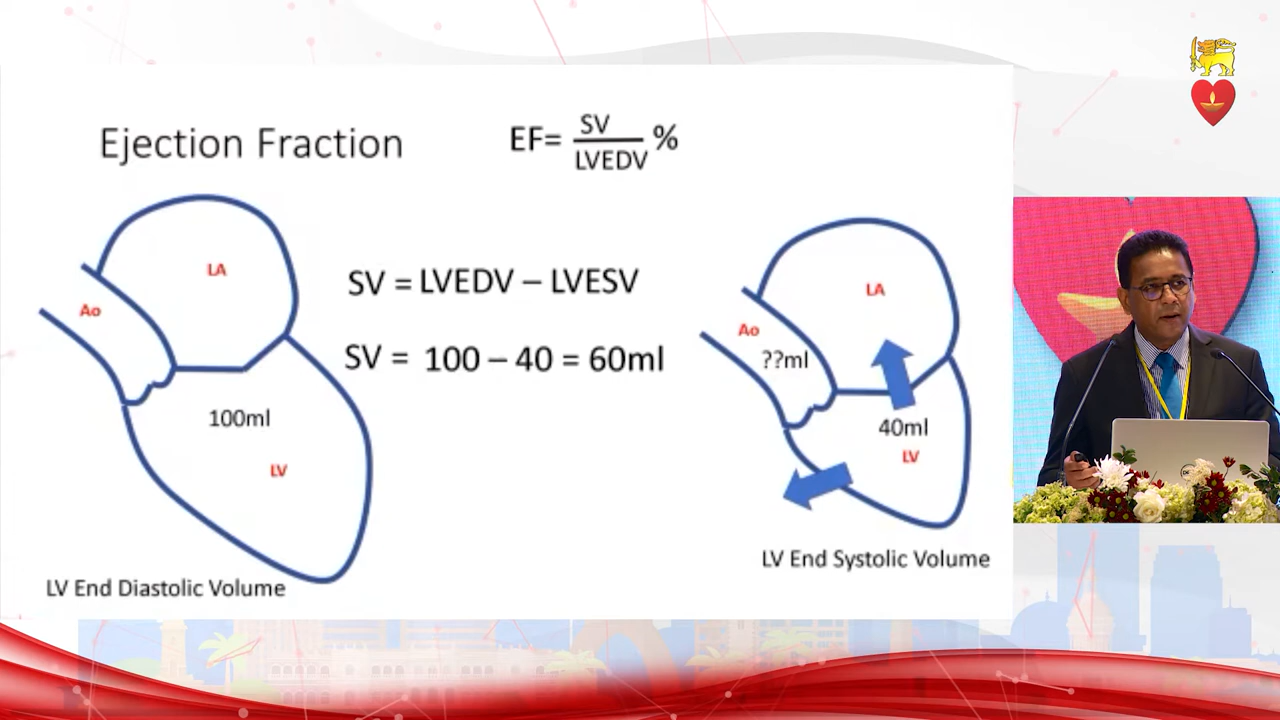 Ejection Fraction
EF= SV
LVEDV %
LA
Ao
SV = LVEDV – LVESV
SV = 100 – 40 = 60ml
100ml
LV
LV End Diastolic Volume
LA
Ao
??ml
40ml
LV
LV End Systolic Volume